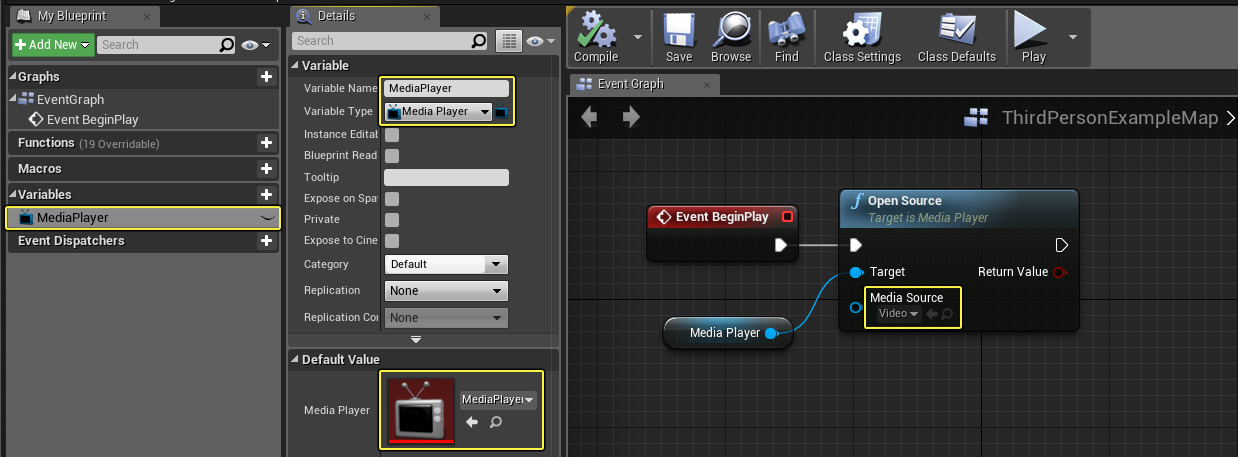 My Blueprint
Add New
Search
Graphs
EventGraph
Event BeginPlay
Functions (19 Overridable)
Macros
Variables
MediaPlayer
Event Dispatchers
Details
Search
Variable
Variable Name
MediaPlayer
Variable Type
Media Player
Instance Editab
Blueprint Read
Tooltip
Expose on Spa
Private
Expose to Cine
Category
Default
Replication
None
Replication Con
None
Default Value
Media Player
MediaPlayer
Compile
Save
Browse
Find
Class Settings
Class Defaults
Play
Event Graph
ThirdPersonExampleMap
Event BeginPlay
Open Source
Target is Media Player
Target
Return Value
Media Source
Video
Media Player